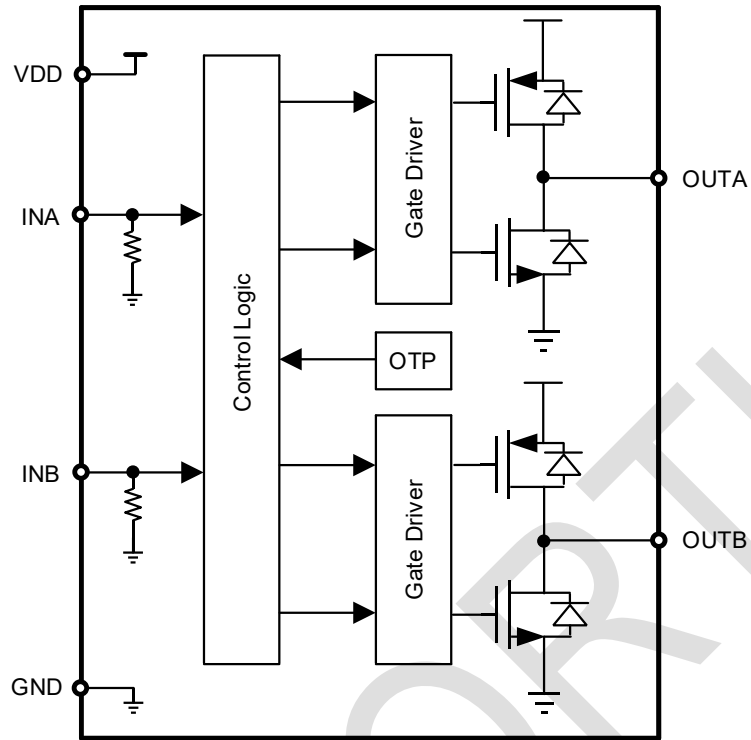 VDD
Gate Driver
OUTA
INA
Control Logic
OTP
INB
Gate Driver
OUTB
GND